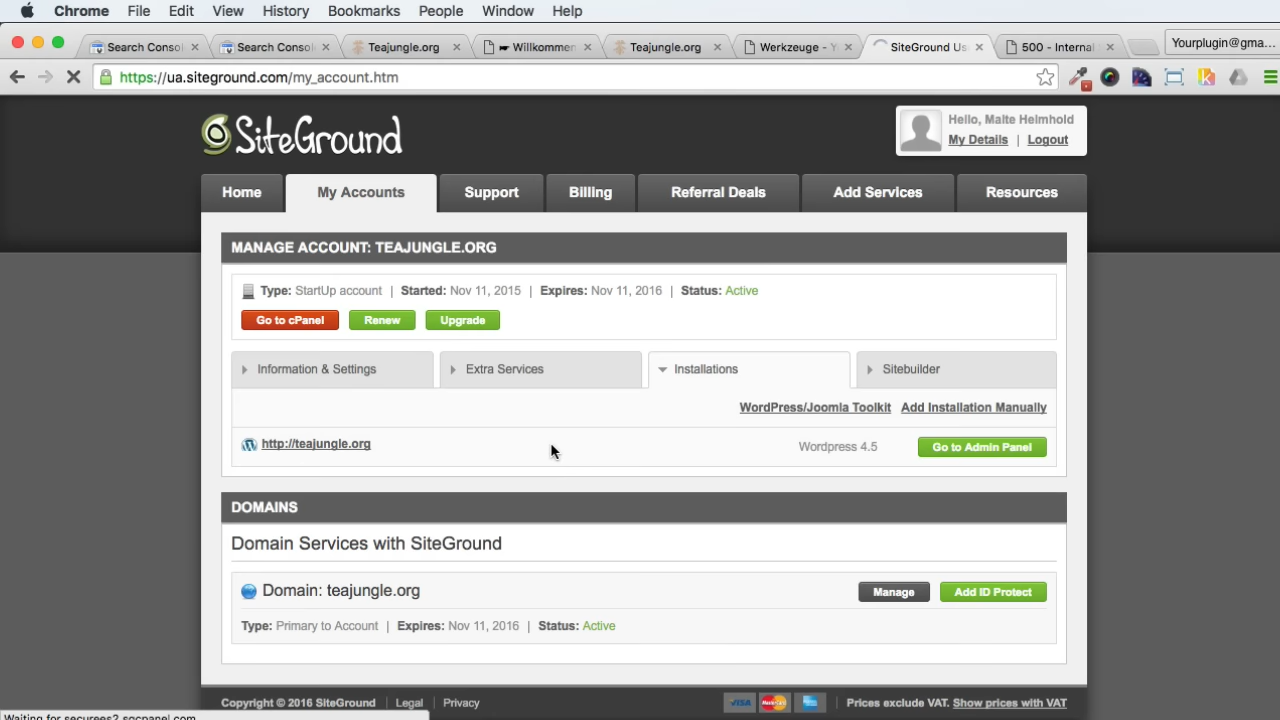 Chrome File Edit View History Bookmarks People Window Help
Search Consol Search Consol Teajungle.org Willkommen Teajungle.org Werkzeuge - Y SiteGround Us 500 - Internal Yourplugin@gma...
https://ua.siteground.com/my_account.htm
SiteGround
Hello, Malte Helmhold
My Details | Logout
Home My Accounts Support Billing Referral Deals Add Services Resources
MANAGE ACCOUNT: TEAJUNGLE.ORG
Type: StartUp account | Started: Nov 11, 2015 | Expires: Nov 11, 2016 | Status: Active
Go to cPanel Renew Upgrade
Information & Settings Extra Services Installations Sitebuilder
WordPress/Joomla Toolkit Add Installation Manually
http://teajungle.org Wordpress 4.5 Go to Admin Panel
DOMAINS
Domain Services with SiteGround
Domain: teajungle.org Manage Add ID Protect
Type: Primary to Account | Expires: Nov 11, 2016 | Status: Active
Copyright © 2016 SiteGround Legal Privacy VISA MasterCard Prices exclude VAT. Show prices with VAT